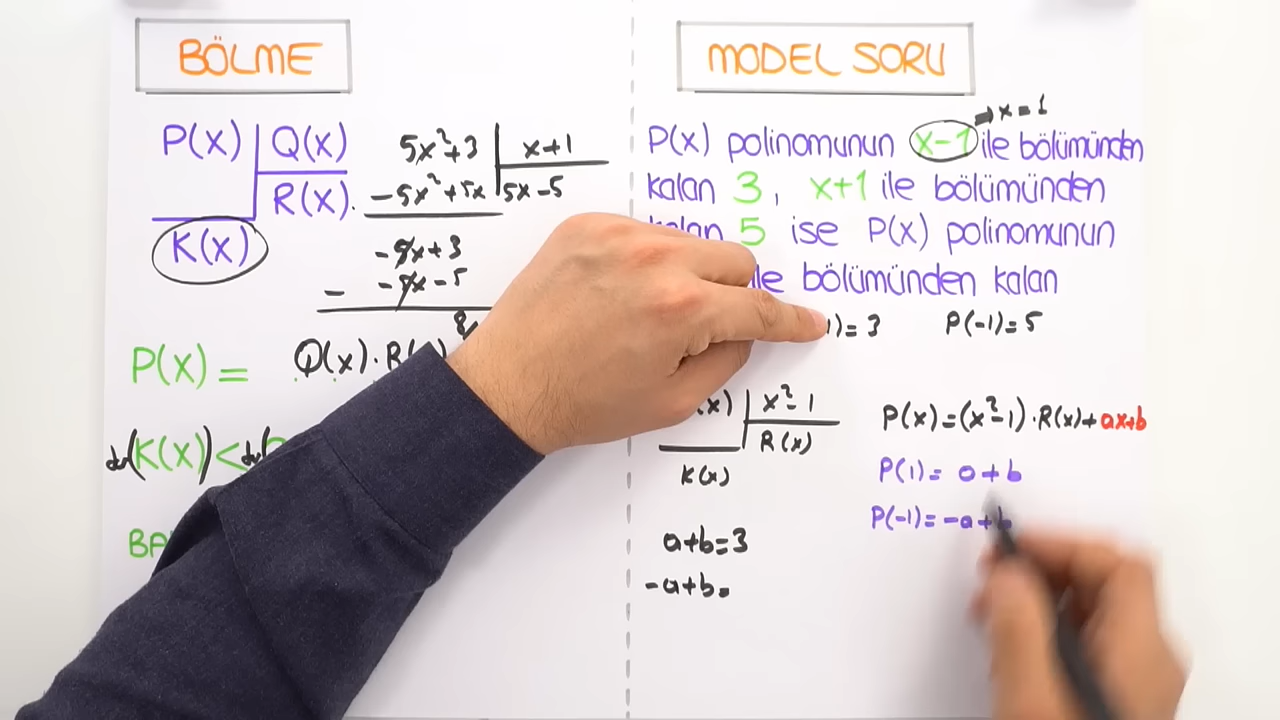 BÖLME
P(x) Q(x)
R(x).
K(x)
5x²+3 x+1
-5x²+5x 5x-5
-5x+3
- -5x-5
8
P(x) = Q(x) · R(x)
K(x)
MODEL SORU
⇒ x=1
P(x) polinomunun x-1 ile bölümünden
kalan 3, x+1 ile bölümünden
kalan 5 ise P(x) polinomunun
ile bölümünden kalan
1)=3 P(-1)=5
(x) x²-1
R(x)
K(x)
P(x)=(x²-1)·R(x)+ax+b
P(1)= a+b
P(-1)=-a+b
a+b=3
-a+b=